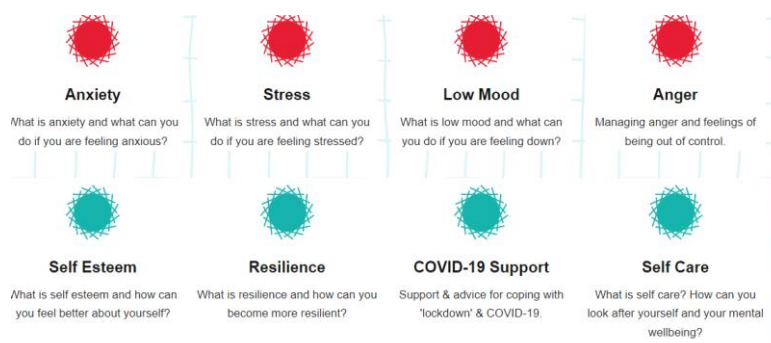 Anxiety
What is anxiety and what can you
do if you are feeling anxious?
Stress
What is stress and what can you
do if you are feeling stressed?
Low Mood
What is low mood and what can
you do if you are feeling down?
Anger
Managing anger and feelings of
being out of control.
Self Esteem
What is self esteem and how can
you feel better about yourself?
Resilience
What is resilience and how can you
become more resilient?
COVID-19 Support
Support & advice for coping with
'lockdown' & COVID-19.
Self Care
What is self care? How can you
look after yourself and your mental
wellbeing?